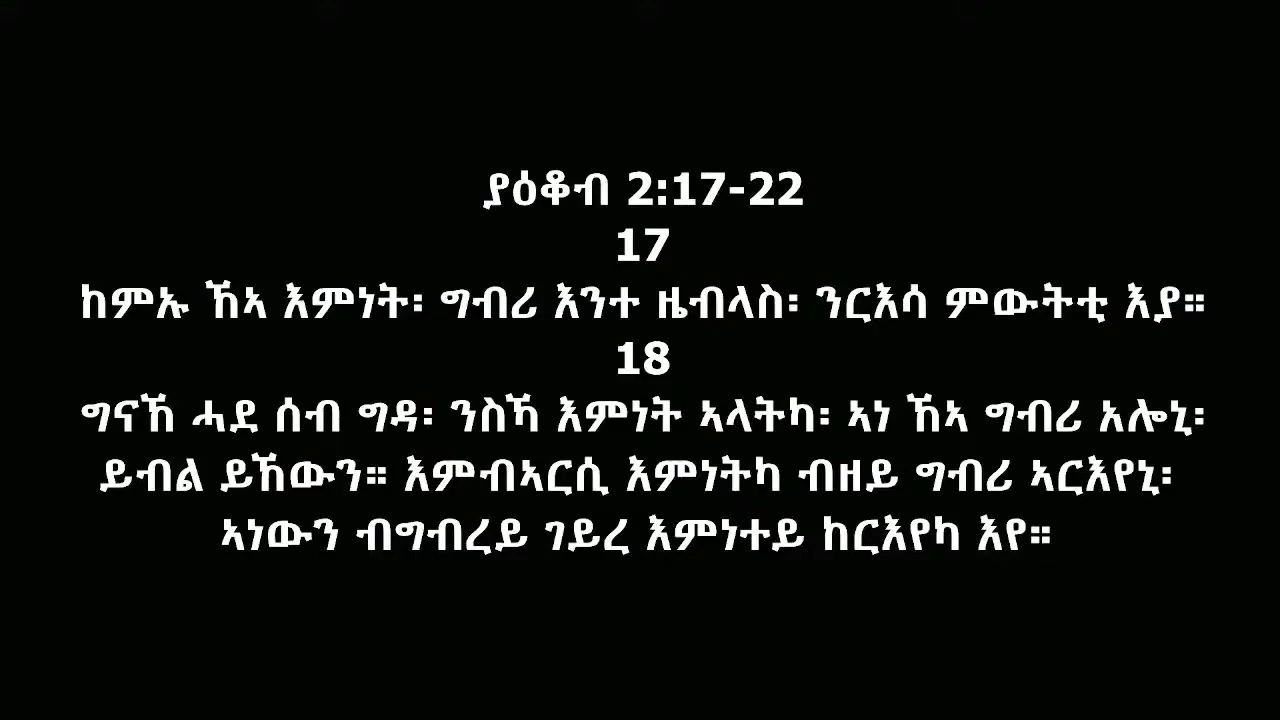 ያዕቆብ 2:17-22
17
ከምኡ ኸኣ እምነት፡ ግብሪ እንተ ዜብላስ፡ ንርእሳ ምውትቲ እያ።
18
ግናኸ ሓደ ሰብ ግዳ፡ ንስኻ እምነት ኣላትካ፡ ኣነ ኸኣ ግብሪ አሎኒ፡
ይብል ይኸውን። እምብኣርሲ እምነትካ ብዘይ ግብሪ ኣርእየኒ፡
ኣነውን ብግብረይ ገይረ እምነተይ ከርእየካ እየ።